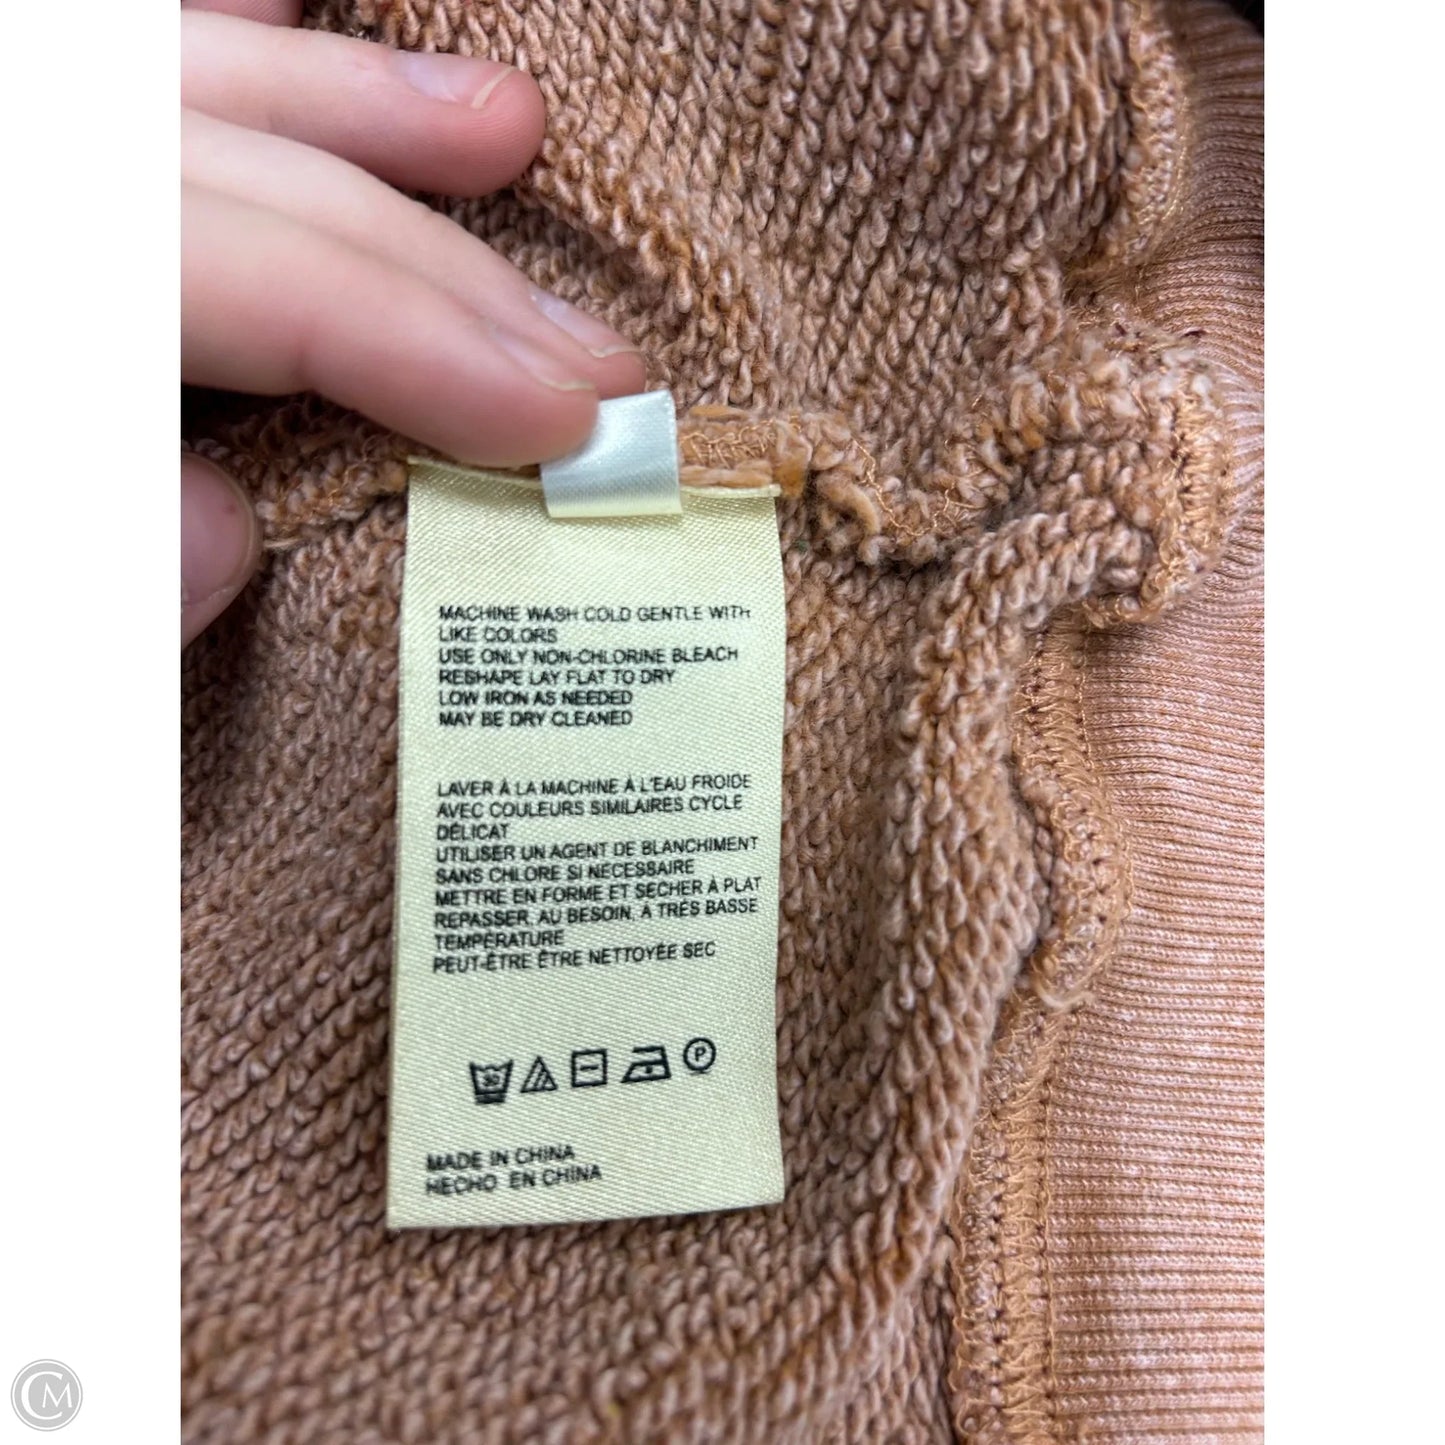 MACHINE WASH COLD GENTLE WITH
LIKE COLORS
USE ONLY NON-CHLORINE BLEACH
RESHAPE LAY FLAT TO DRY
LOW IRON AS NEEDED
MAY BE DRY CLEANED
LAVER À LA MACHINE À L'EAU FROIDE
AVEC COULEURS SIMILAIRES CYCLE
DÉLICAT
UTILISER UN AGENT DE BLANCHIMENT
SANS CHLORE SI NÉCESSAIRE
METTRE EN FORME ET SÉCHER À PLAT
REPASSER, AU BESOIN, À TRÈS BASSE
TEMPÉRATURE
PEUT-ÊTRE ÊTRE NETTOYÉE SEC
30
P
MADE IN CHINA
HECHO EN CHINA
CM